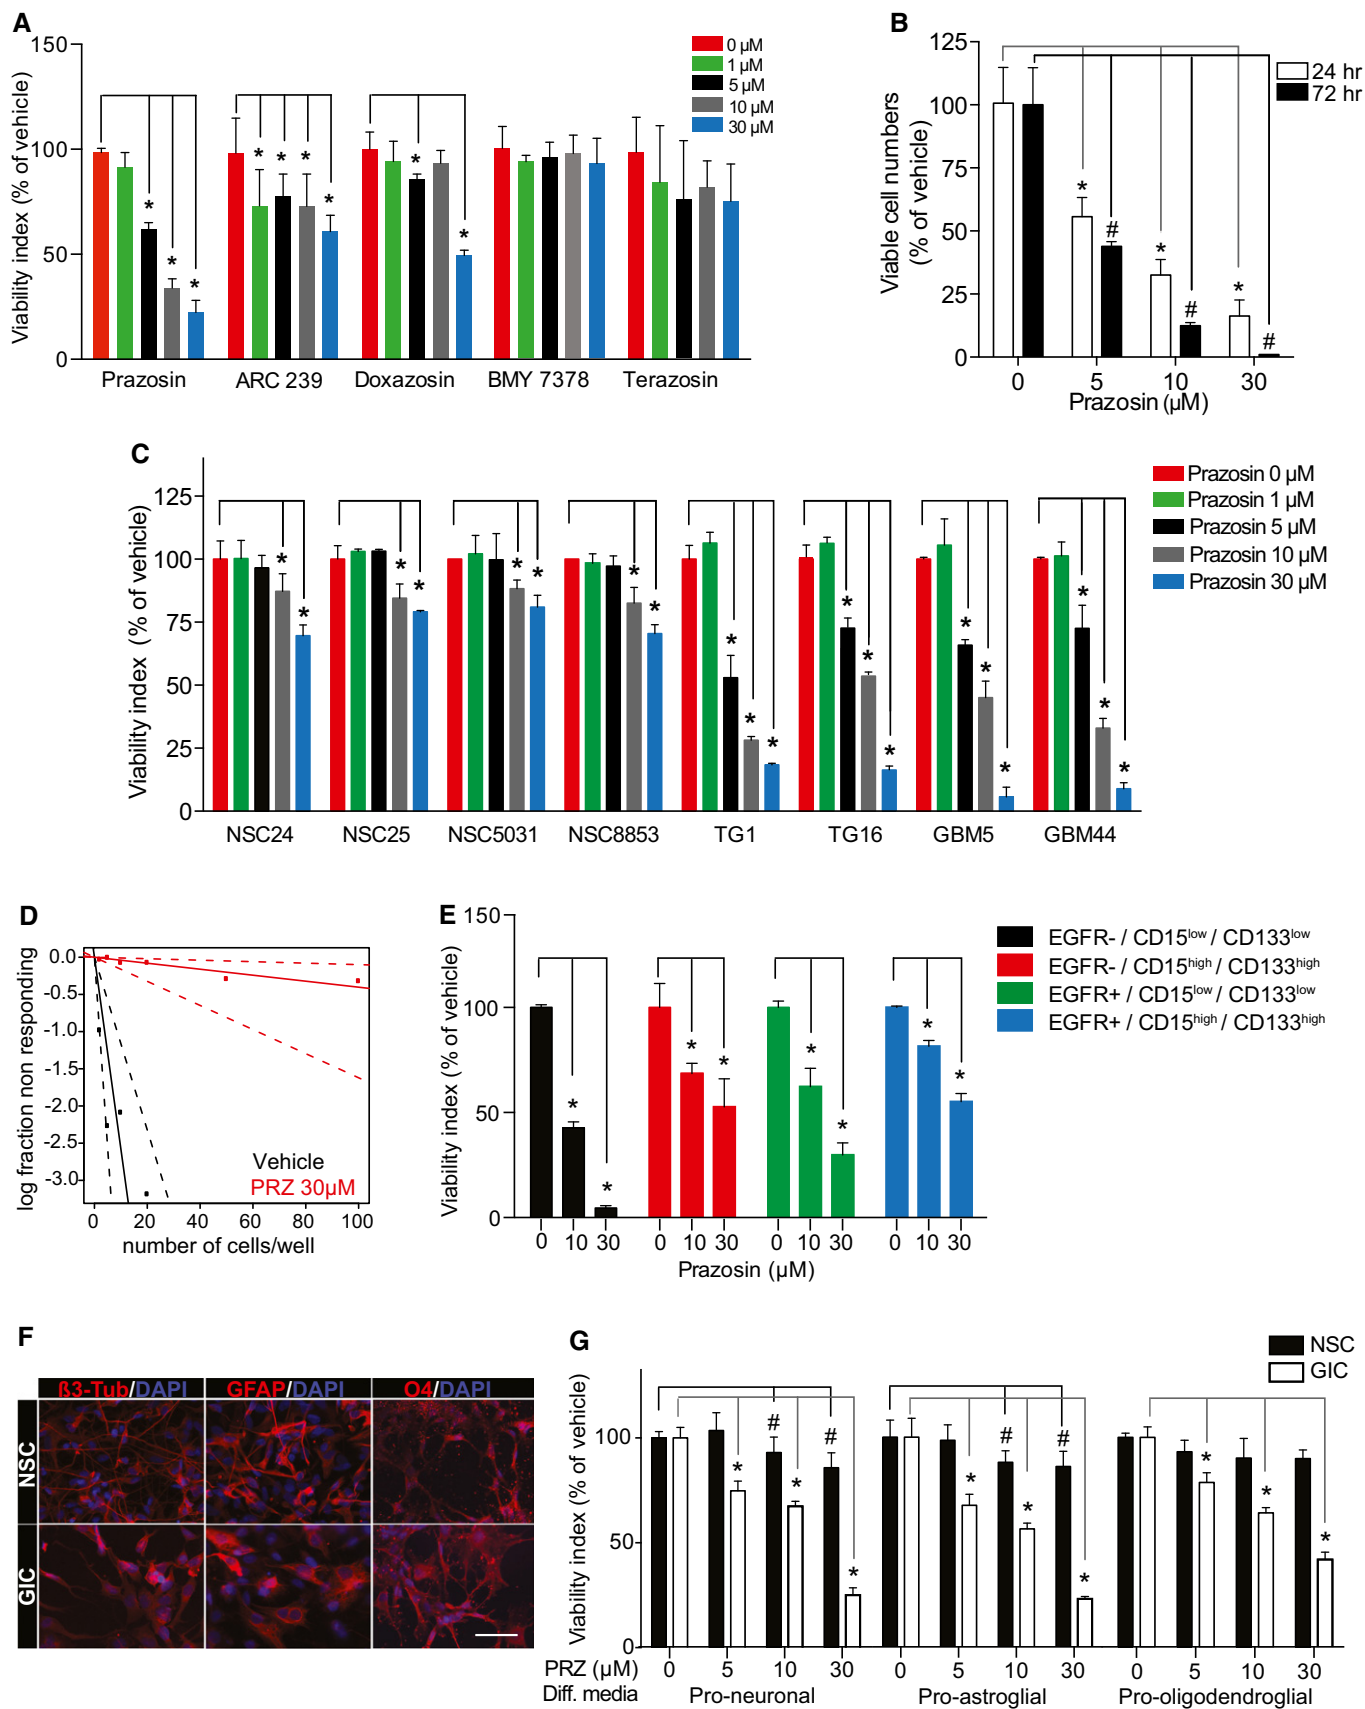 A
150
100
50
0
Viability index (% of vehicle)
0 µM
1 µM
5 µM
10 µM
30 µM
* * *
* * * *
* *
Prazosin ARC 239 Doxazosin BMY 7378 Terazosin
B
125
100
75
50
25
0
Viable cell numbers
(% of vehicle)
24 hr
72 hr
* # * # * #
0 5 10 30
Prazosin (µM)
C
125
100
75
50
25
0
Viability index (% of vehicle)
Prazosin 0 µM
Prazosin 1 µM
Prazosin 5 µM
Prazosin 10 µM
Prazosin 30 µM
* *
* *
* *
* *
* * *
* * *
* * *
* * *
NSC24 NSC25 NSC5031 NSC8853 TG1 TG16 GBM5 GBM44
D
log fraction non responding
0.0
-0.5
-1.0
-1.5
-2.0
-2.5
-3.0
Vehicle
PRZ 30µM
0 20 40 60 80 100
number of cells/well
E
150
100
50
0
Viability index (% of vehicle)
EGFR- / CD15low / CD133low
EGFR- / CD15high / CD133high
EGFR+ / CD15low / CD133low
EGFR+ / CD15high / CD133high
* *
* *
* *
* *
0 10 30 0 10 30 0 10 30 0 10 30
Prazosin (µM)
F
ß3-Tub/DAPI GFAP/DAPI O4/DAPI
NSC
GIC
G
NSC
GIC
100
50
0
Viability index (% of vehicle)
* # * # *
* # * # *
* * *
PRZ (µM) 0 5 10 30 0 5 10 30 0 5 10 30
Diff. media Pro-neuronal Pro-astroglial Pro-oligodendroglial